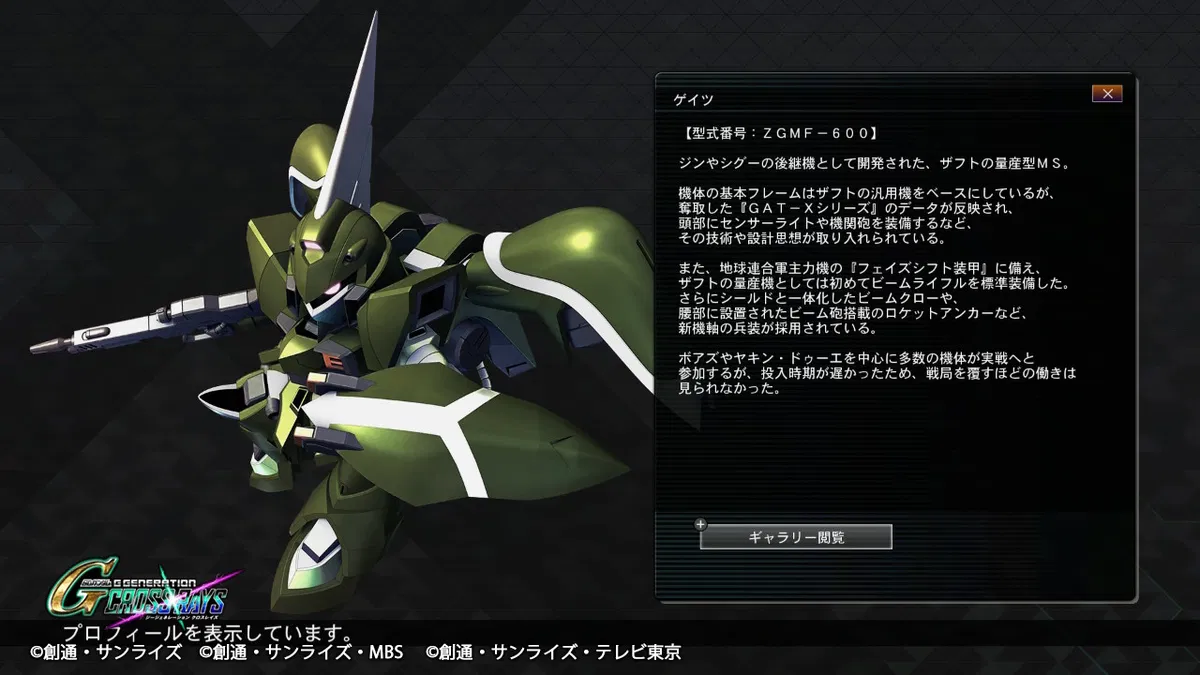 ゲイツ
【型式番号：ＺＧＭＦ－６００】
ジンやシグーの後継機として開発された、ザフトの量産型ＭＳ。
機体の基本フレームはザフトの汎用機をベースにしているが、
奪取した『ＧＡＴ－Ｘシリーズ』のデータが反映され、
頭部にセンサーライトや機関砲を装備するなど、
その技術や設計思想が取り入れられている。
また、地球連合軍主力機の『フェイズシフト装甲』に備え、
ザフトの量産機としては初めてビームライフルを標準装備した。
さらにシールドと一体化したビームクローや、
腰部に設置されたビーム砲搭載のロケットアンカーなど、
新機軸の兵装が採用されている。
ボアズやヤキン・ドゥーエを中心に多数の機体が実戦へと
参加するが、投入時期が遅かったため、戦局を覆すほどの働きは
見られなかった。
ギャラリー閲覧
E
G GENERATION
CROSS RAYS
ジージェネレーション クロスレイズ
プロフィールを表示しています。
©創通・サンライズ ©創通・サンライズ・MBS ©創通・サンライズ・テレビ東京